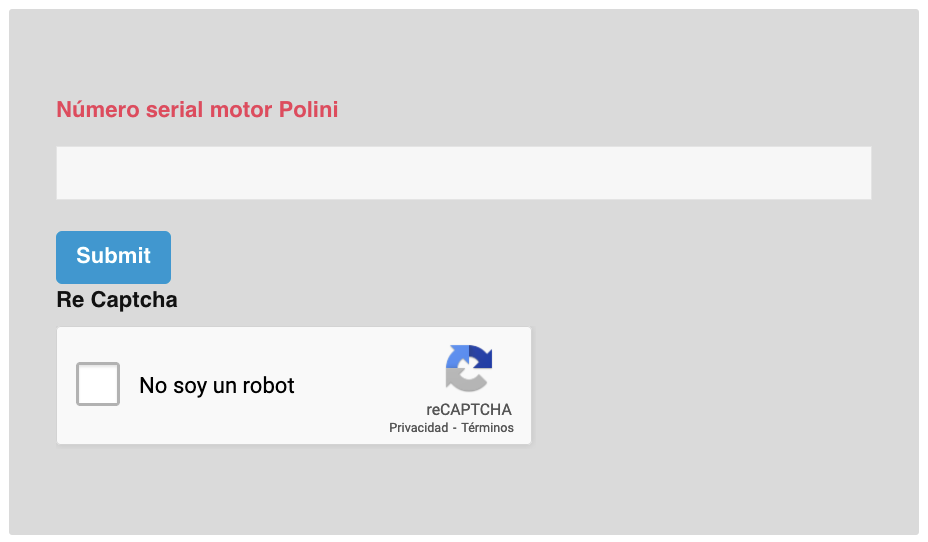 Número serial motor Polini
Submit
Re Captcha
No soy un robot
reCAPTCHA
Privacidad - Términos